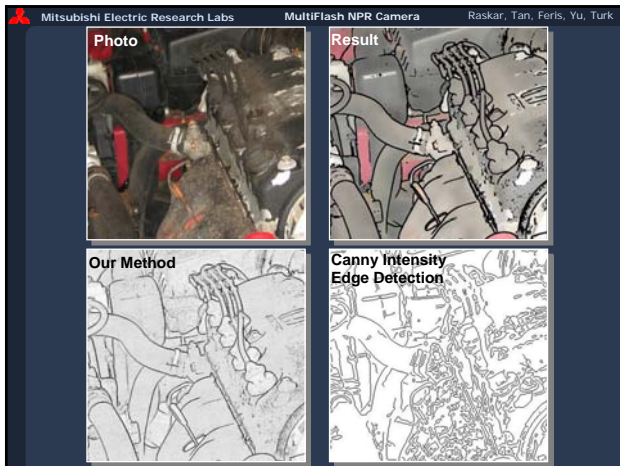 Mitsubishi Electric Research Labs
MultiFlash NPR Camera
Raskar, Tan, Feris, Yu, Turk
Photo
Result
Our Method
Canny Intensity
Edge Detection